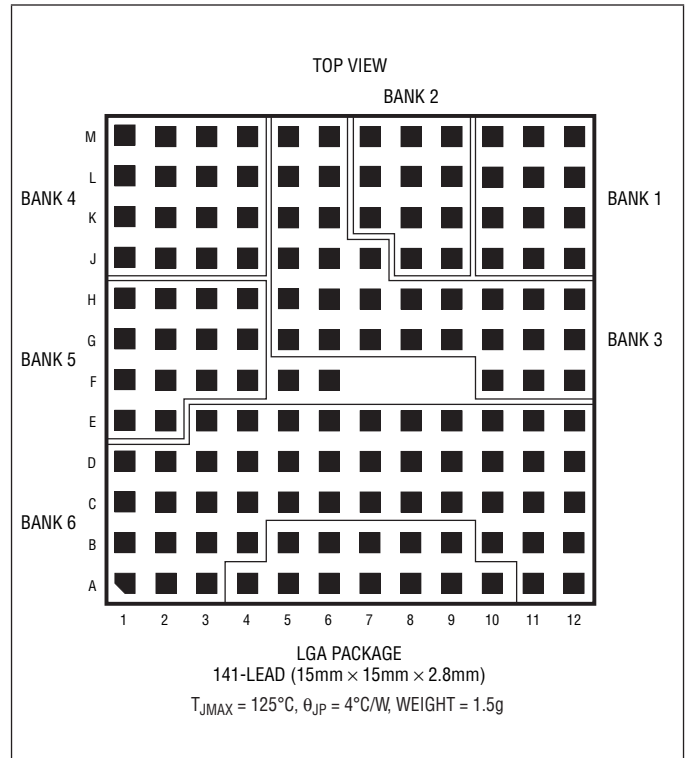 TOP VIEW
BANK 2
M
L
BANK 4
BANK 1
K
J
H
G
BANK 5
BANK 3
F
E
D
C
BANK 6
B
A
1 2 3 4 5 6 7 8 9 10 11 12
LGA PACKAGE
141-LEAD (15mm × 15mm × 2.8mm)
TJMAX = 125°C, θJP = 4°C/W, WEIGHT = 1.5g